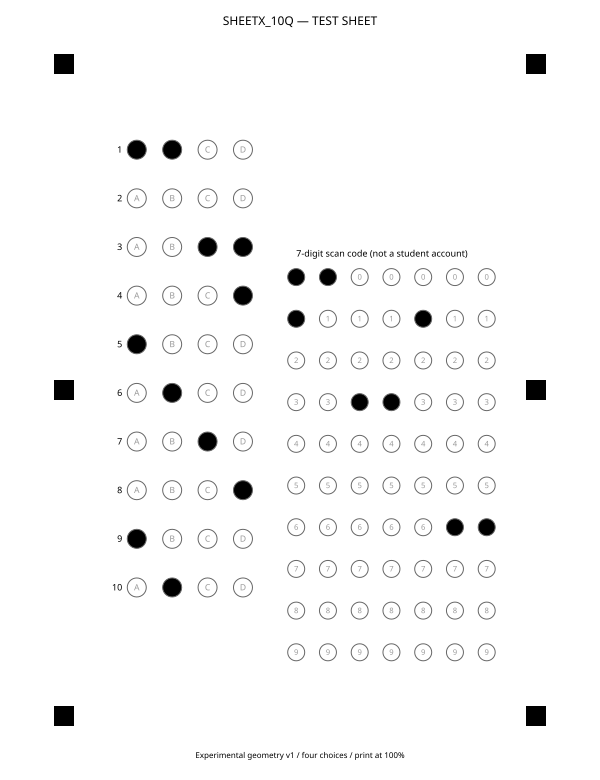 SHEETX_10Q — TEST SHEET
1 C D
2 A B C D
3 A B
4 A B C
5 B C D
6 A C D
7 A B D
8 A B C
9 B C D
10 A C D
7-digit scan code (not a student account)
0 0 0 0 0
1 1 1 1 1
2 2 2 2 2 2 2
3 3 3 3 3
4 4 4 4 4 4 4
5 5 5 5 5 5 5
6 6 6 6 6
7 7 7 7 7 7 7
8 8 8 8 8 8 8
9 9 9 9 9 9 9
Experimental geometry v1 / four choices / print at 100%